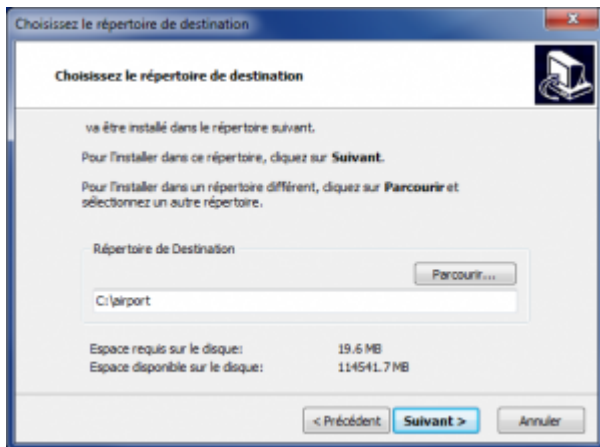 Choisissez le répertoire de destination
Choisissez le répertoire de destination
va être installé dans le répertoire suivant.
Pour l'installer dans ce répertoire, cliquez sur Suivant.
Pour l'installer dans un répertoire différent, cliquez sur Parcourir et
sélectionnez un autre répertoire.
Répertoire de Destination
Parcourir...
C:\airport
Espace requis sur le disque: 19.6 MB
Espace disponible sur le disque: 114541.7 MB
< Précédent Suivant > Annuler